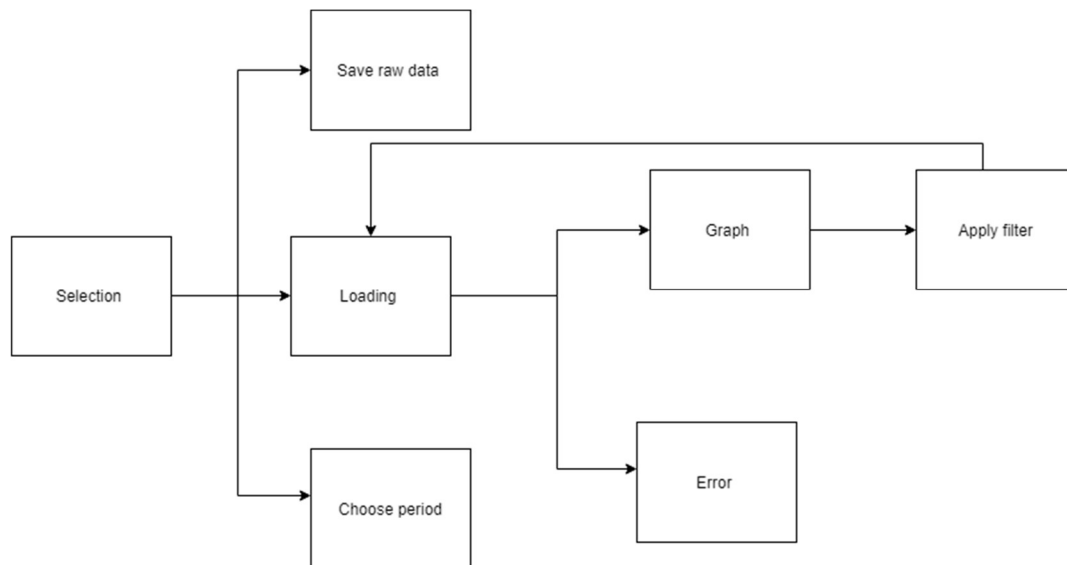 Save raw data
Selection
Loading
Graph
Apply filter
Choose period
Error